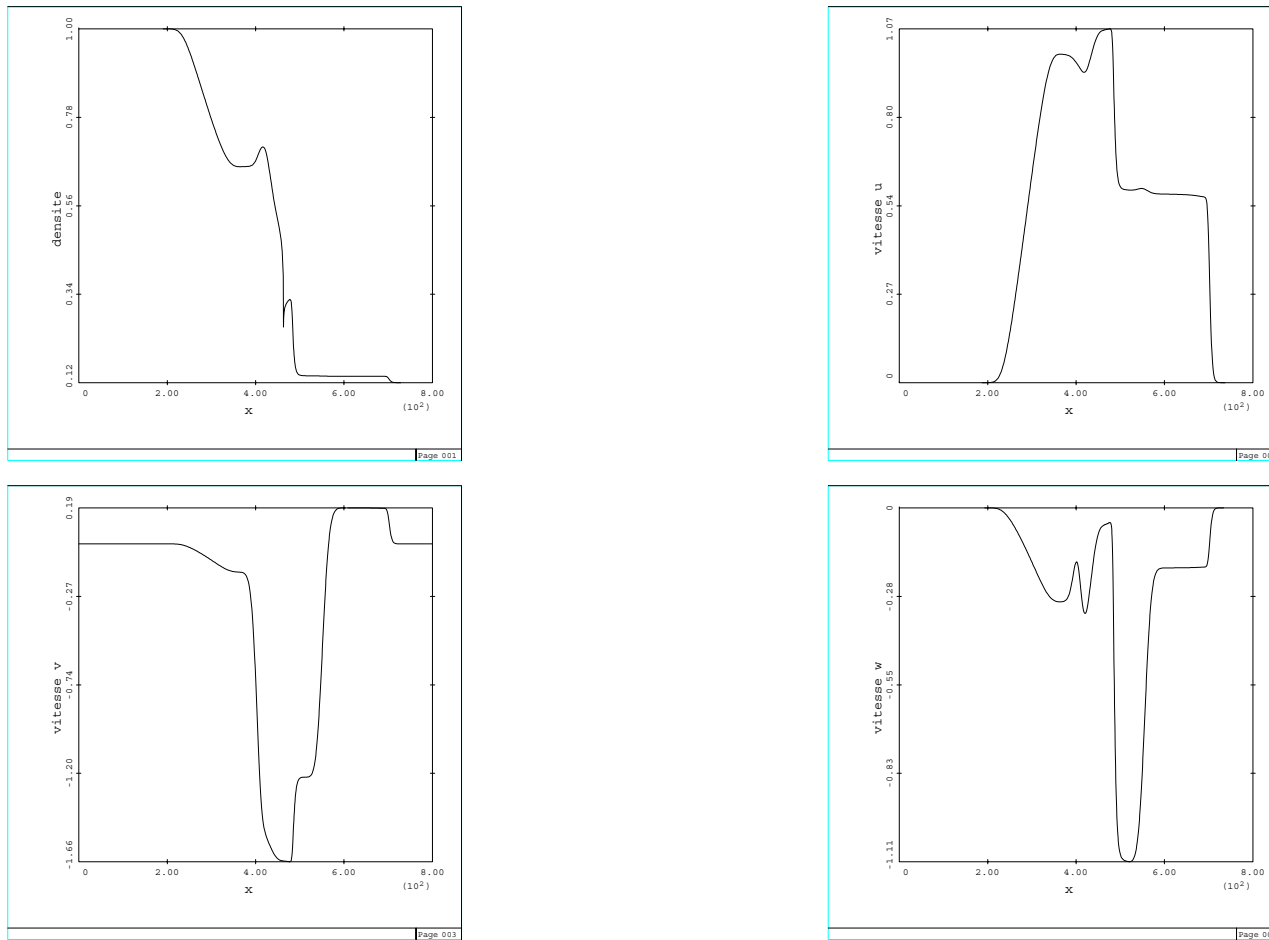 1.00
0.78
0.56
0.34
0.12
densite
0 2.00 4.00 6.00 8.00
x (10²)
Page 001
1.07
0.80
0.54
0.27
0
vitesse u
0 2.00 4.00 6.00 8.00
x (10²)
Page
0.19
-0.27
-0.74
-1.20
-1.66
vitesse v
0 2.00 4.00 6.00 8.00
x (10²)
Page 003
0
-0.28
-0.55
-0.83
-1.11
vitesse w
0 2.00 4.00 6.00 8.00
x (10²)
Page